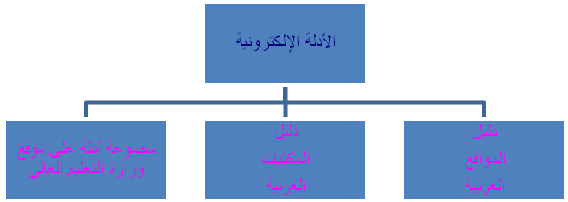 الأدلة الإلكترونية
دليل
المواقع
العربية
دليل
المكتبات
العربية
مجموعة أدلة على موقع
وزارة التعليم العالي